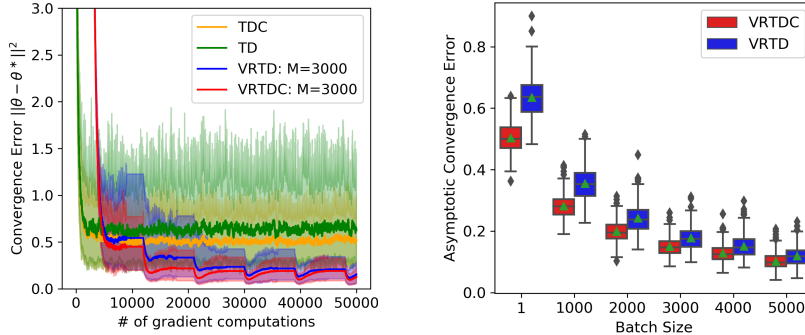 3.0
2.5
2.0
1.5
1.0
0.5
0.0
Convergence Error ||θ − θ*||²
TDC
TD
VRTD: M=3000
VRTDC: M=3000
0 10000 20000 30000 40000 50000
# of gradient computations
0.8
0.6
0.4
0.2
0.0
Asymptotic Convergence Error
VRTDC
VRTD
1 1000 2000 3000 4000 5000
Batch Size